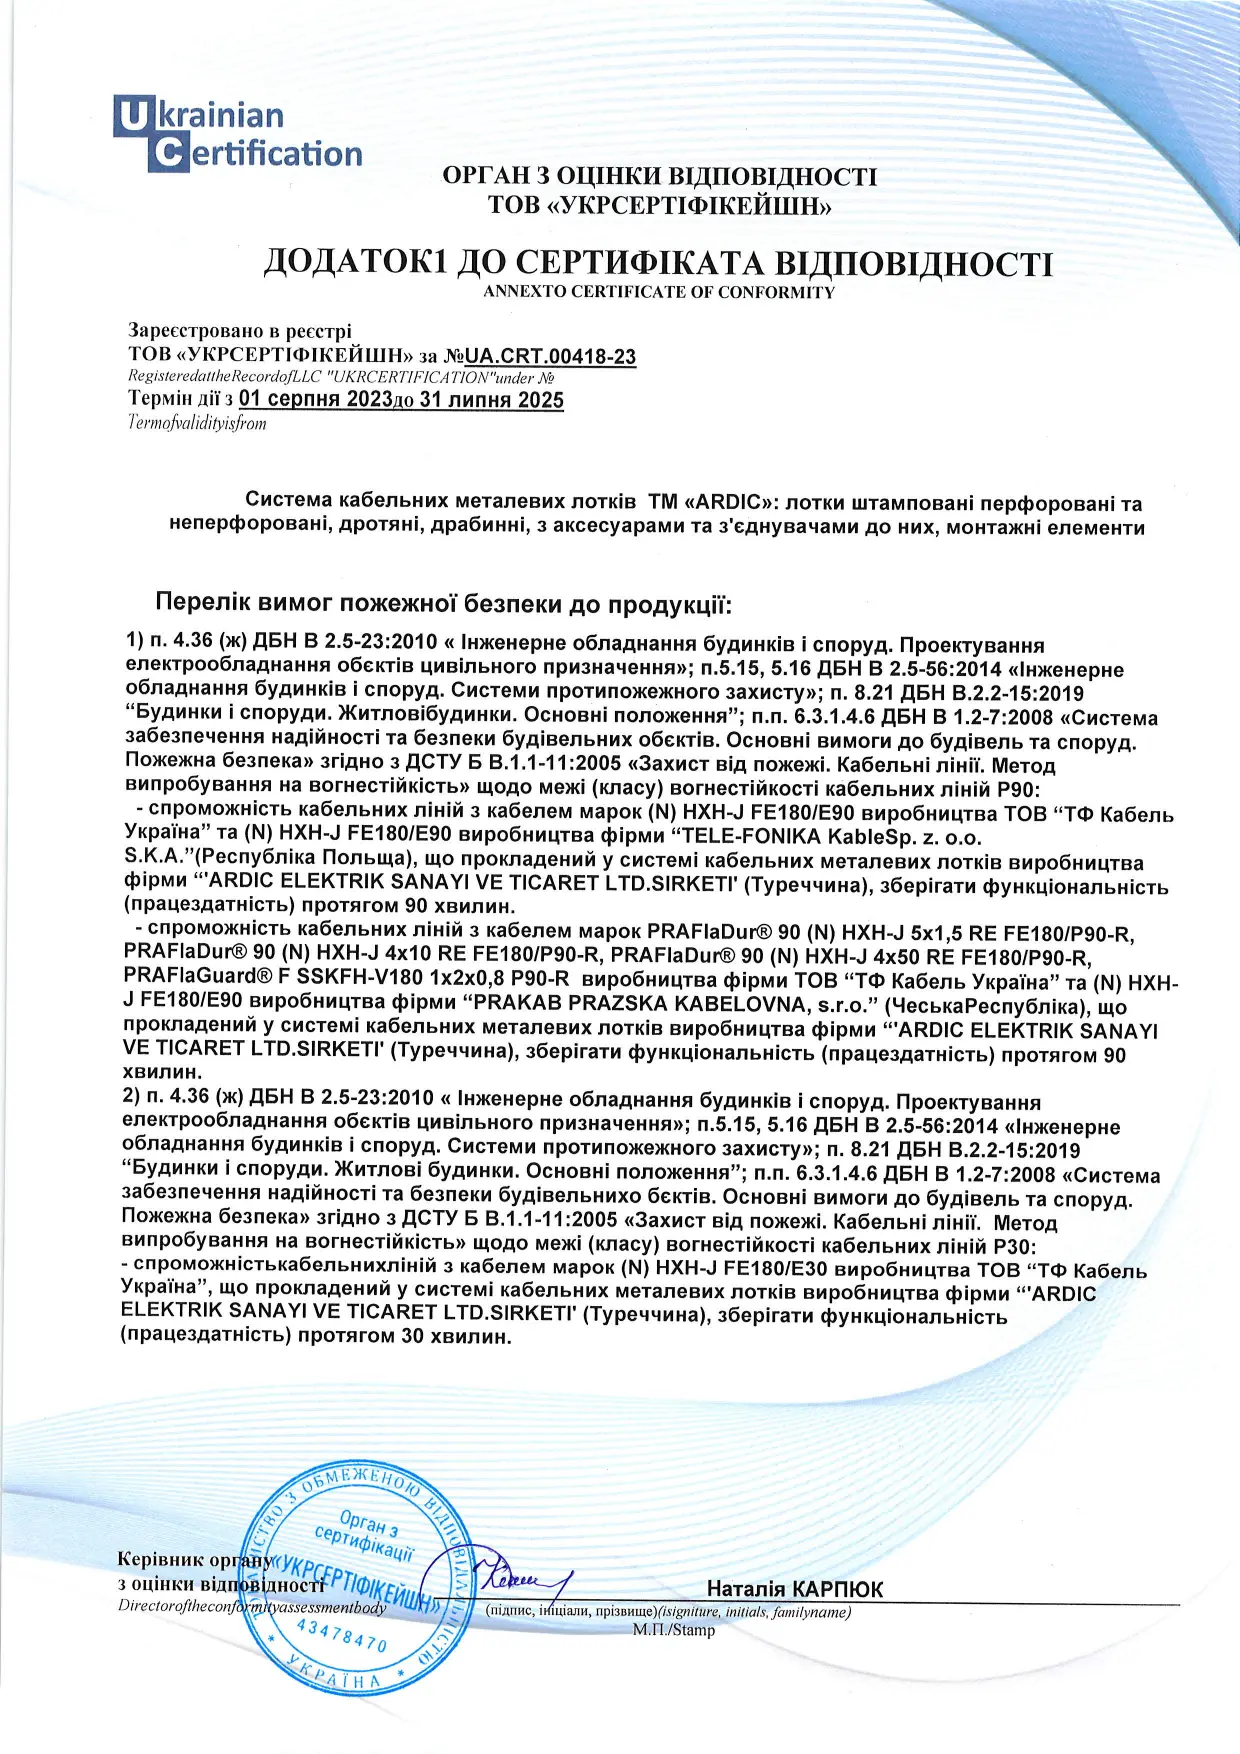 Ukrainian
Certification
ОРГАН З ОЦІНКИ ВІДПОВІДНОСТІ
ТОВ «УКРСЕРТІФІКЕЙШН»
ДОДАТОК1 ДО СЕРТИФІКАТА ВІДПОВІДНОСТІ
ANNEXTO CERTIFICATE OF CONFORMITY
Зареєстровано в реєстрі
ТОВ «УКРСЕРТІФІКЕЙШН» за №UA.CRT.00418-23
RegisteredattheRecordofLLC "UKRCERTIFICATION"under №
Термін дії з 01 серпня 2023до 31 липня 2025
Termofvalidityisfrom
Система кабельних металевих лотків ТМ «ARDIC»: лотки штамповані перфоровані та
неперфоровані, дротяні, драбинні, з аксесуарами та з'єднувачами до них, монтажні елементи
Перелік вимог пожежної безпеки до продукції:
1) п. 4.36 (ж) ДБН В 2.5-23:2010 « Інженерне обладнання будинків і споруд. Проектування
електрообладнання обєктів цивільного призначення»; п.5.15, 5.16 ДБН В 2.5-56:2014 «Інженерне
обладнання будинків і споруд. Системи протипожежного захисту»; п. 8.21 ДБН В.2.2-15:2019
“Будинки і споруди. Житловібудинки. Основні положення”; п.п. 6.3.1.4.6 ДБН В 1.2-7:2008 «Система
забезпечення надійності та безпеки будівельних обєктів. Основні вимоги до будівель та споруд.
Пожежна безпека» згідно з ДСТУ Б В.1.1-11:2005 «Захист від пожежі. Кабельні лінії. Метод
випробування на вогнестійкість» щодо межі (класу) вогнестійкості кабельних ліній Р90:
- спроможність кабельних ліній з кабелем марок (N) HXH-J FE180/E90 виробництва ТОВ “ТФ Кабель
Україна” та (N) HXH-J FE180/E90 виробництва фірми “TELE-FONIKA KableSp. z. o.o.
S.K.A.”(Республіка Польща), що прокладений у системі кабельних металевих лотків виробництва
фірми “'ARDIC ELEKTRIK SANAYI VE TICARET LTD.SIRKETI' (Туреччина), зберігати функціональність
(працездатність) протягом 90 хвилин.
- спроможність кабельних ліній з кабелем марок PRAFlaDur® 90 (N) HXH-J 5x1,5 RE FE180/P90-R,
PRAFlaDur® 90 (N) HXH-J 4x10 RE FE180/P90-R, PRAFlaDur® 90 (N) HXH-J 4x50 RE FE180/P90-R,
PRAFlaGuard® F SSKFH-V180 1x2x0,8 P90-R виробництва фірми ТОВ “ТФ Кабель Україна” та (N) HXH-
J FE180/E90 виробництва фірми “PRAKAB PRAZSKA KABELOVNA, s.r.o.” (ЧеськаРеспубліка), що
прокладений у системі кабельних металевих лотків виробництва фірми “'ARDIC ELEKTRIK SANAYI
VE TICARET LTD.SIRKETI' (Туреччина), зберігати функціональність (працездатність) протягом 90
хвилин.
2) п. 4.36 (ж) ДБН В 2.5-23:2010 « Інженерне обладнання будинків і споруд. Проектування
електрообладнання обєктів цивільного призначення»; п.5.15, 5.16 ДБН В 2.5-56:2014 «Інженерне
обладнання будинків і споруд. Системи протипожежного захисту»; п. 8.21 ДБН В.2.2-15:2019
“Будинки і споруди. Житлові будинки. Основні положення”; п.п. 6.3.1.4.6 ДБН В 1.2-7:2008 «Система
забезпечення надійності та безпеки будівельнихо бєктів. Основні вимоги до будівель та споруд.
Пожежна безпека» згідно з ДСТУ Б В.1.1-11:2005 «Захист від пожежі. Кабельні лінії. Метод
випробування на вогнестійкість» щодо межі (класу) вогнестійкості кабельних ліній Р30:
- спроможністькабельнихліній з кабелем марок (N) HXH-J FE180/E30 виробництва ТОВ “ТФ Кабель
Україна”, що прокладений у системі кабельних металевих лотків виробництва фірми “'ARDIC
ELEKTRIK SANAYI VE TICARET LTD.SIRKETI' (Туреччина), зберігати функціональність
(працездатність) протягом 30 хвилин.
ТОВАРИСТВО З ОБМЕЖЕНОЮ ВІДПОВІДАЛЬНІСТЮ
Орган з
сертифікації
«УКРСЕРТІФІКЕЙШН»
43478470
* УКРАЇНА *
Керівник органу
з оцінки відповідності
Наталія КАРПЮК
Directoroftheconformityassessmentbody
(підпис, ініціали, прізвище)(isigniture, initials, familyname)
М.П./Stamp